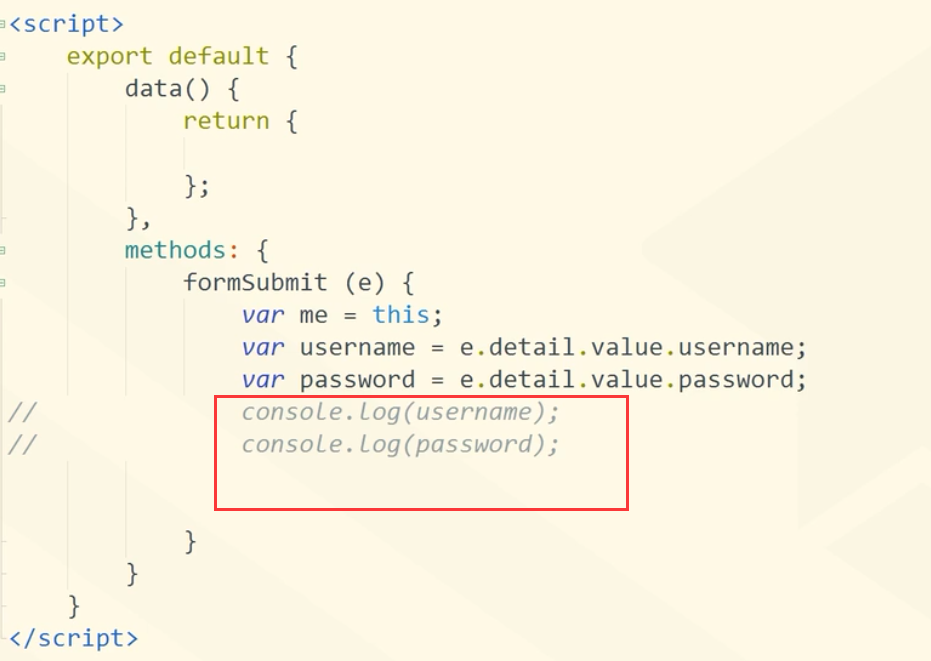 <script>
    export default {
        data() {
            return {

            };
        },
        methods: {
            formSubmit (e) {
                var me = this;
                var username = e.detail.value.username;
                var password = e.detail.value.password;
//              console.log(username);
//              console.log(password);

            }
        }
    }
</script>